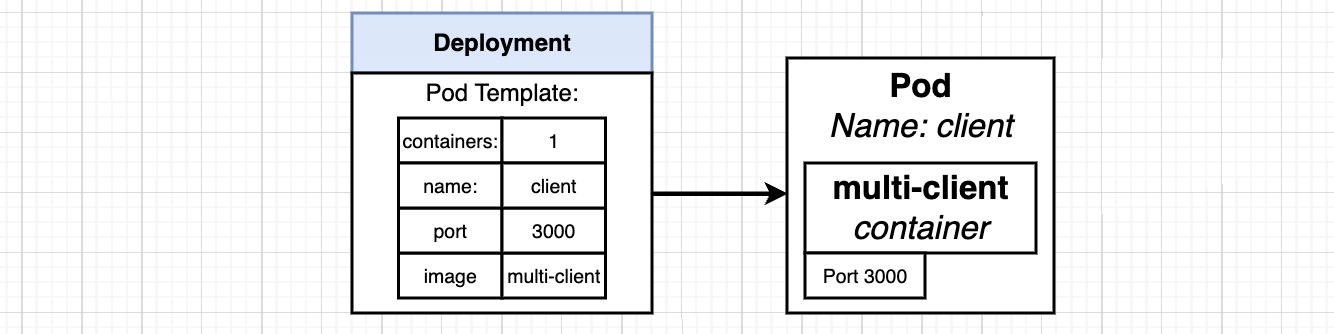 Deployment
Pod Template:
containers: 1
name: client
port 3000
image multi-client
Pod
Name: client
multi-client
container
Port 3000